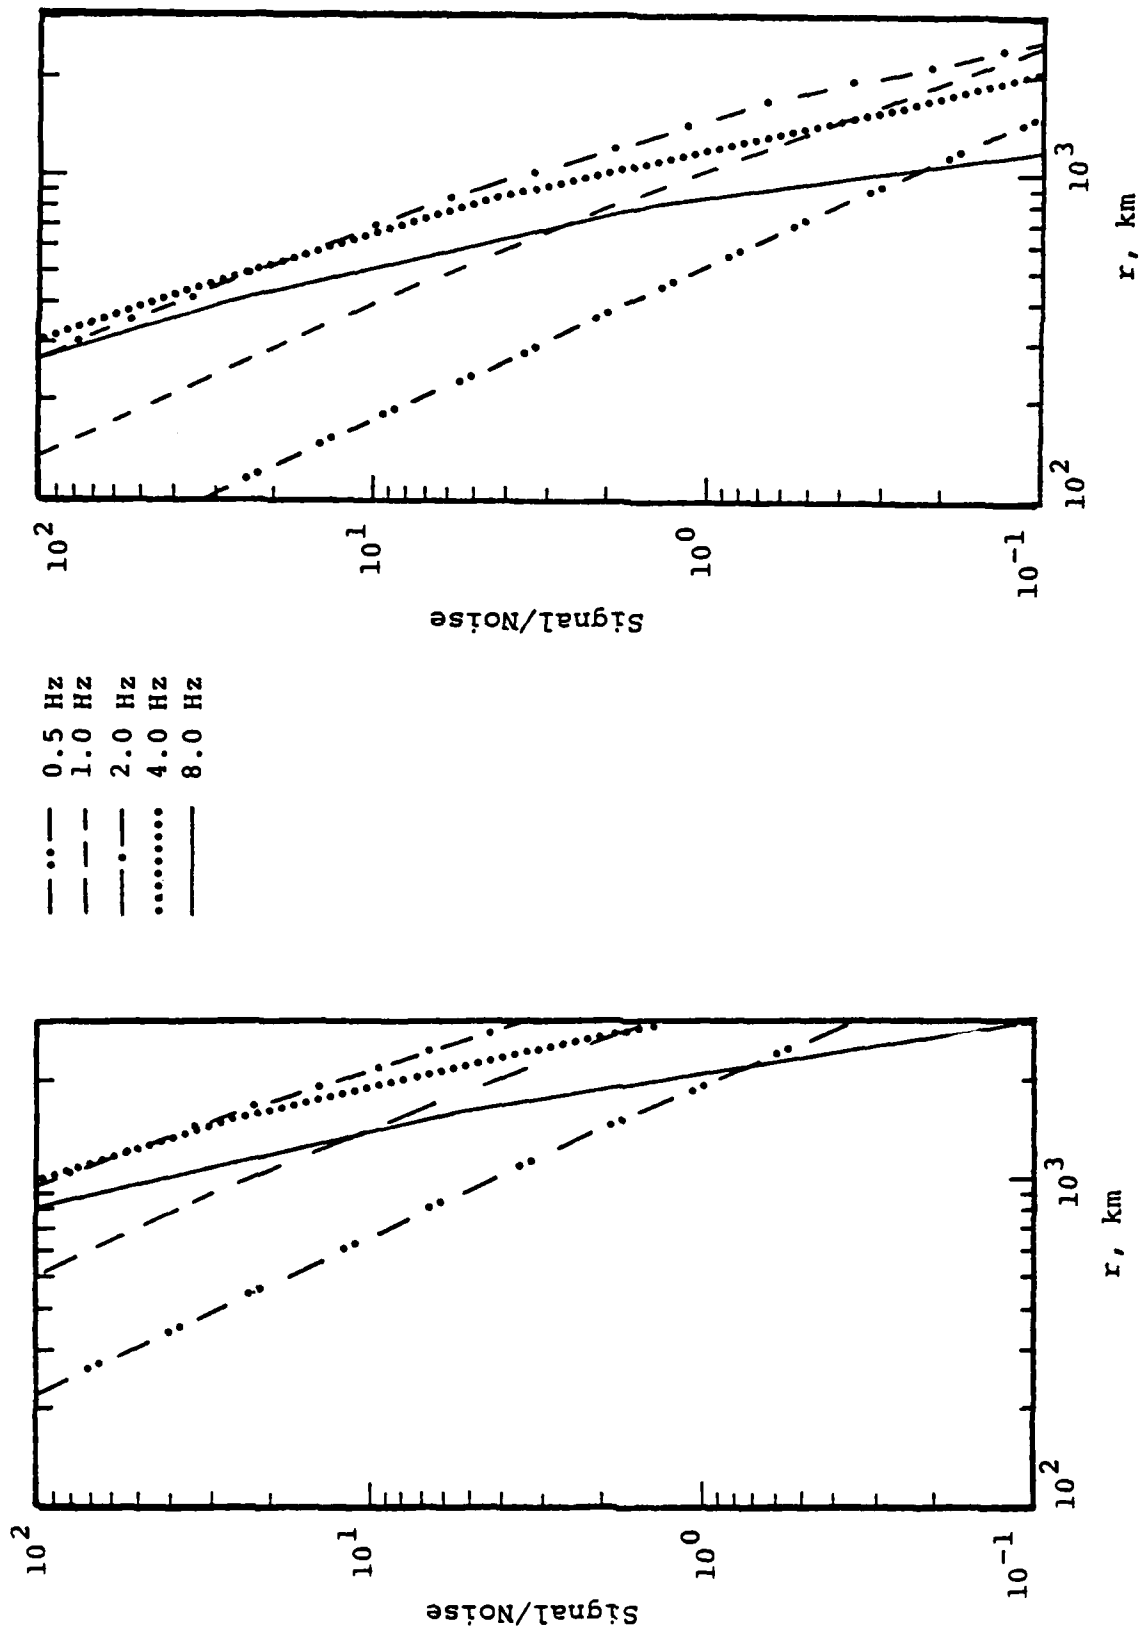 Signal/Noise
10²
10¹
10⁰
10⁻¹
10²
10³
r, km
0.5 Hz
1.0 Hz
2.0 Hz
4.0 Hz
8.0 Hz
Signal/Noise
10²
10¹
10⁰
10⁻¹
10²
10³
r, km